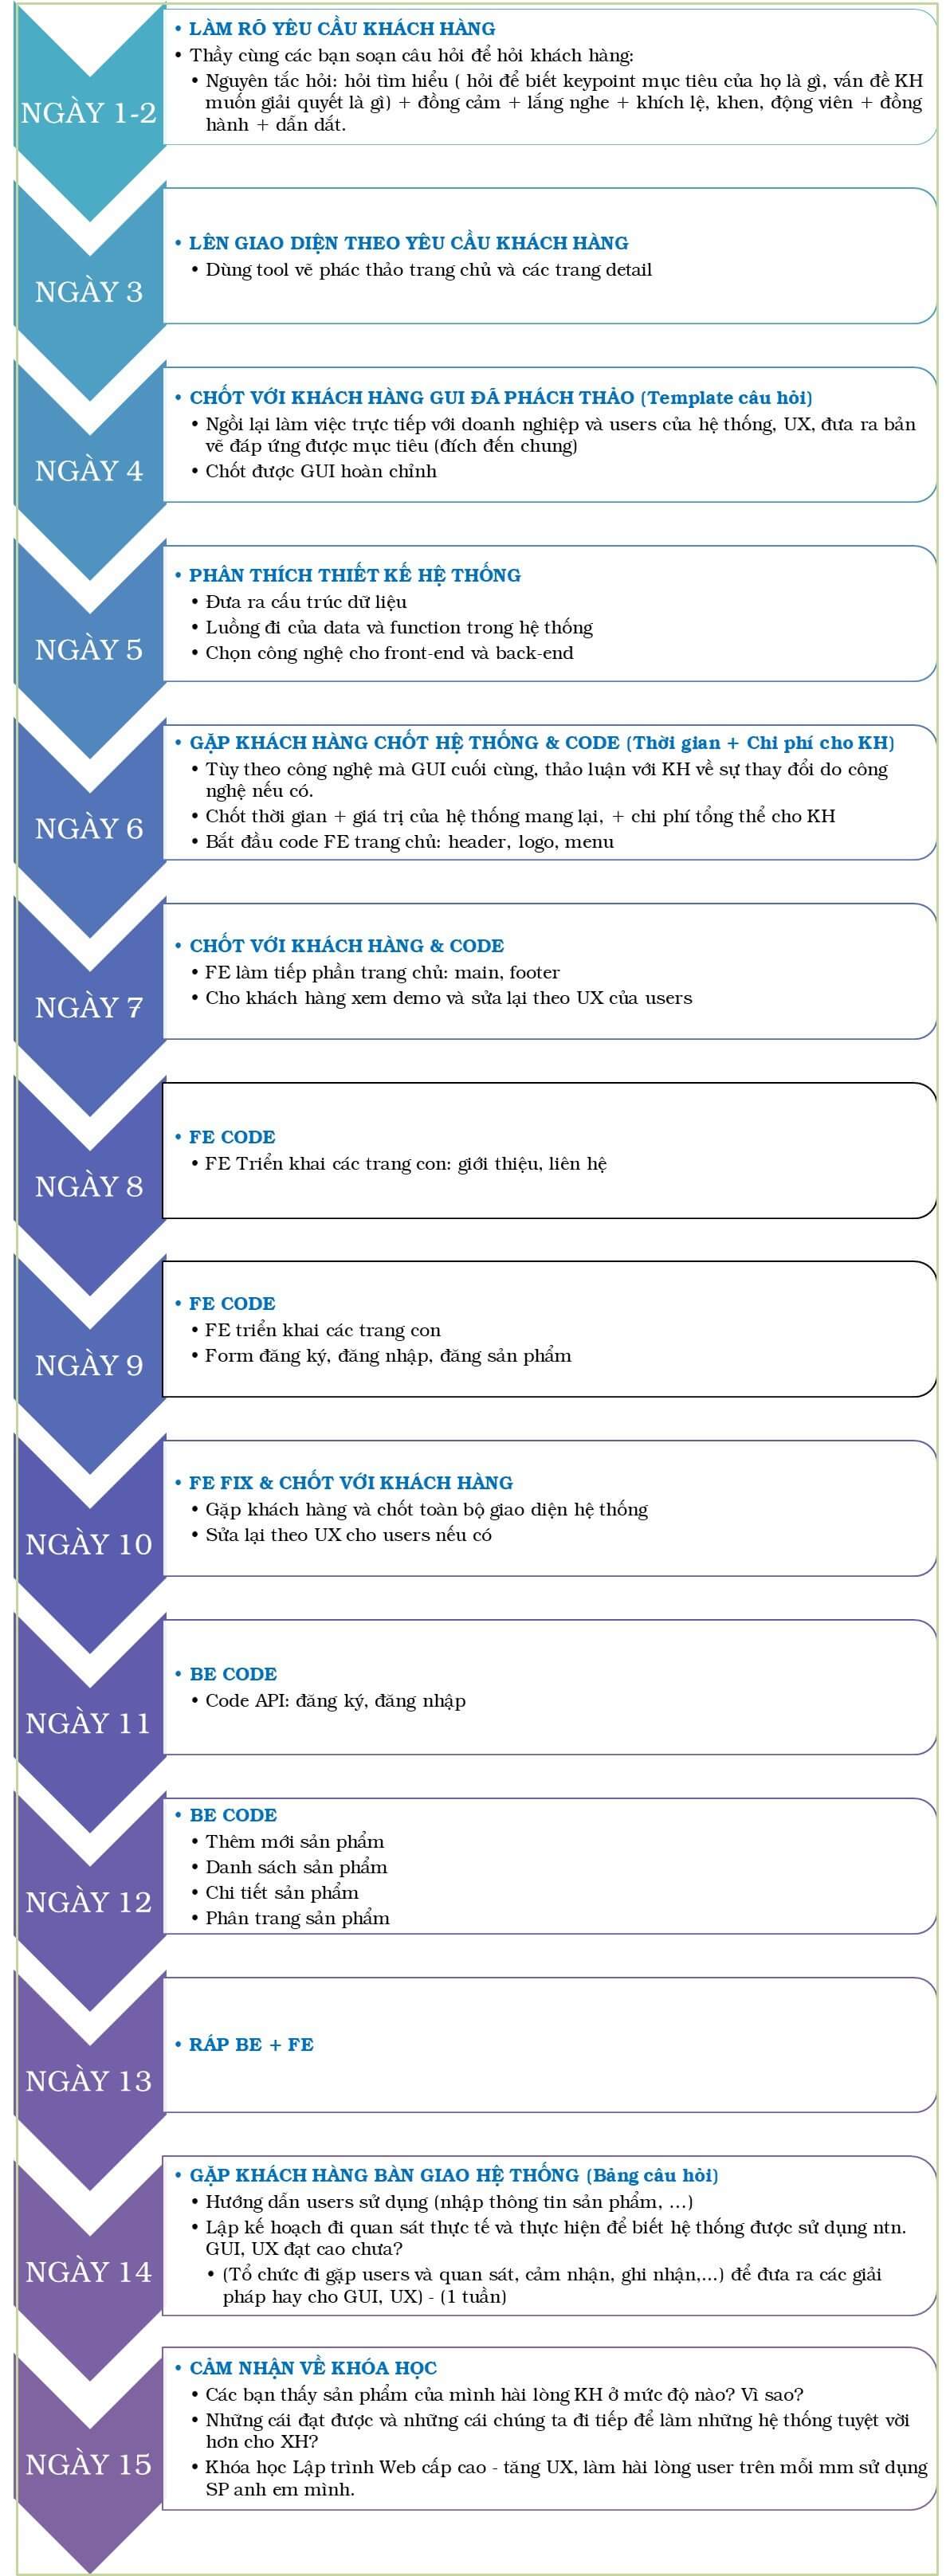 NGÀY 1-2
• LÀM RÕ YÊU CẦU KHÁCH HÀNG
• Thầy cùng các bạn soạn câu hỏi để hỏi khách hàng:
• Nguyên tắc hỏi: hỏi tìm hiểu ( hỏi để biết keypoint mục tiêu của họ là gì, vấn đề KH
muốn giải quyết là gì) + đồng cảm + lắng nghe + khích lệ, khen, động viên + đồng
hành + dẫn dắt.
NGÀY 3
• LÊN GIAO DIỆN THEO YÊU CẦU KHÁCH HÀNG
• Dùng tool vẽ phác thảo trang chủ và các trang detail
NGÀY 4
• CHỐT VỚI KHÁCH HÀNG GUI ĐÃ PHÁCH THẢO (Template câu hỏi)
• Ngồi lại làm việc trực tiếp với doanh nghiệp và users của hệ thống, UX, đưa ra bản
vẽ đáp ứng được mục tiêu (đích đến chung)
• Chốt được GUI hoàn chỉnh
NGÀY 5
• PHÂN THÍCH THIẾT KẾ HỆ THỐNG
• Đưa ra cấu trúc dữ liệu
• Luồng đi của data và function trong hệ thống
• Chọn công nghệ cho front-end và back-end
NGÀY 6
• GẶP KHÁCH HÀNG CHỐT HỆ THỐNG & CODE (Thời gian + Chi phí cho KH)
• Tùy theo công nghệ mà GUI cuối cùng, thảo luận với KH về sự thay đổi do công
nghệ nếu có.
• Chốt thời gian + giá trị của hệ thống mang lại, + chi phí tổng thể cho KH
• Bắt đầu code FE trang chủ: header, logo, menu
NGÀY 7
• CHỐT VỚI KHÁCH HÀNG & CODE
• FE làm tiếp phần trang chủ: main, footer
• Cho khách hàng xem demo và sửa lại theo UX của users
NGÀY 8
• FE CODE
• FE Triển khai các trang con: giới thiệu, liên hệ
NGÀY 9
• FE CODE
• FE triển khai các trang con
• Form đăng ký, đăng nhập, đăng sản phẩm
NGÀY 10
• FE FIX & CHỐT VỚI KHÁCH HÀNG
• Gặp khách hàng và chốt toàn bộ giao diện hệ thống
• Sửa lại theo UX cho users nếu có
NGÀY 11
• BE CODE
• Code API: đăng ký, đăng nhập
NGÀY 12
• BE CODE
• Thêm mới sản phẩm
• Danh sách sản phẩm
• Chi tiết sản phẩm
• Phân trang sản phẩm
NGÀY 13
• RÁP BE + FE
NGÀY 14
• GẶP KHÁCH HÀNG BÀN GIAO HỆ THỐNG (Bảng câu hỏi)
• Hướng dẫn users sử dụng (nhập thông tin sản phẩm, ...)
• Lập kế hoạch đi quan sát thực tế và thực hiện để biết hệ thống được sử dụng ntn.
GUI, UX đạt cao chưa?
• (Tổ chức đi gặp users và quan sát, cảm nhận, ghi nhận,...) để đưa ra các giải
pháp hay cho GUI, UX) - (1 tuần)
NGÀY 15
• CẢM NHẬN VỀ KHÓA HỌC
• Các bạn thấy sản phẩm của mình hài lòng KH ở mức độ nào? Vì sao?
• Những cái đạt được và những cái chúng ta đi tiếp để làm những hệ thống tuyệt vời
hơn cho XH?
• Khóa học Lập trình Web cấp cao - tăng UX, làm hài lòng user trên mỗi mm sử dụng
SP anh em mình.